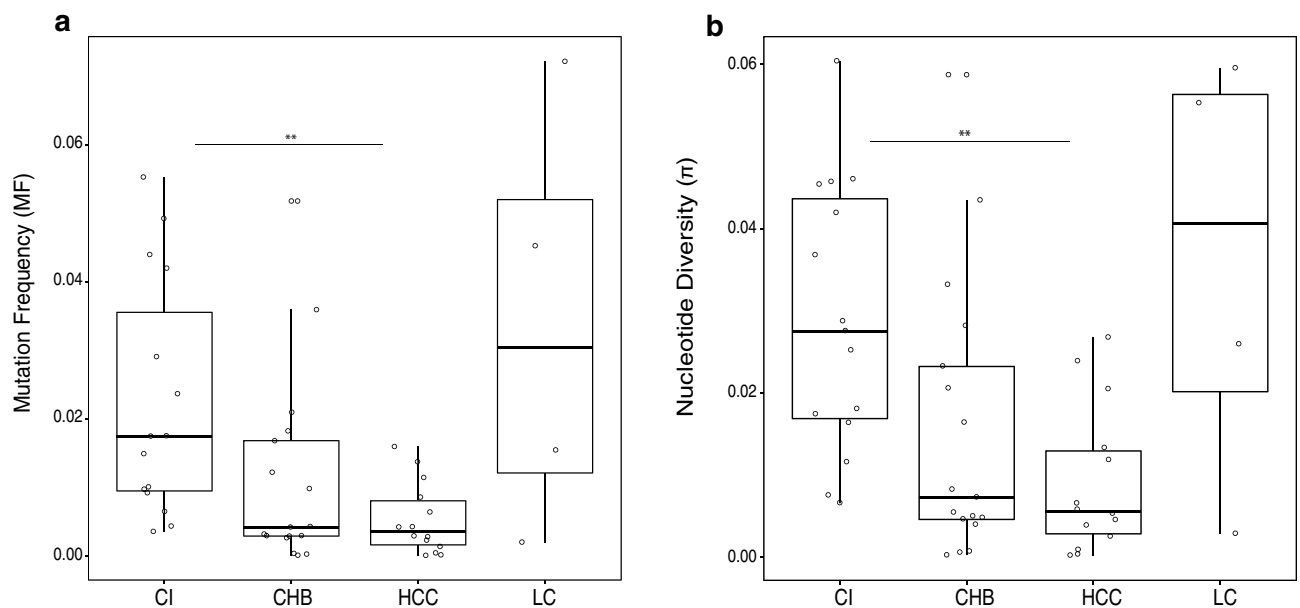 a
Mutation Frequency (MF)
0.06
0.04
0.02
0.00
**
CI CHB HCC LC
b
Nucleotide Diversity (π)
0.06
0.04
0.02
0.00
**
CI CHB HCC LC